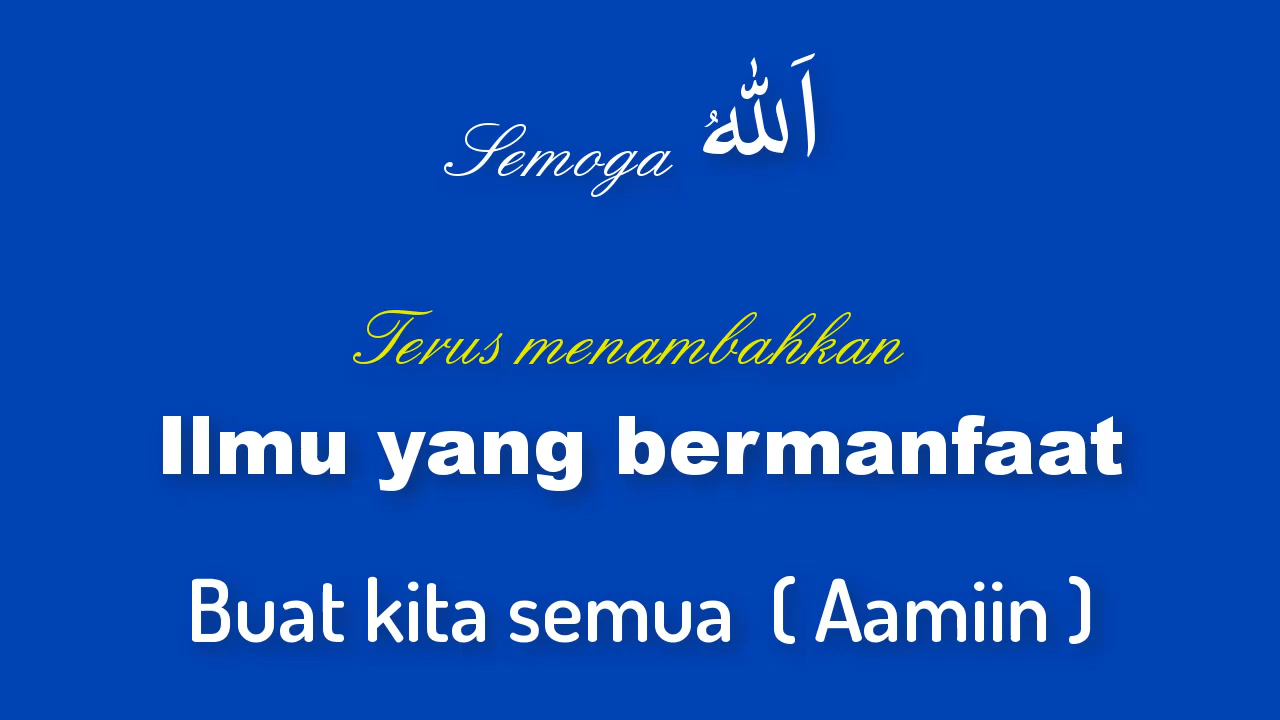 Semoga اَللّٰهُ
Terus menambahkan
Ilmu yang bermanfaat
Buat kita semua ( Aamiin )